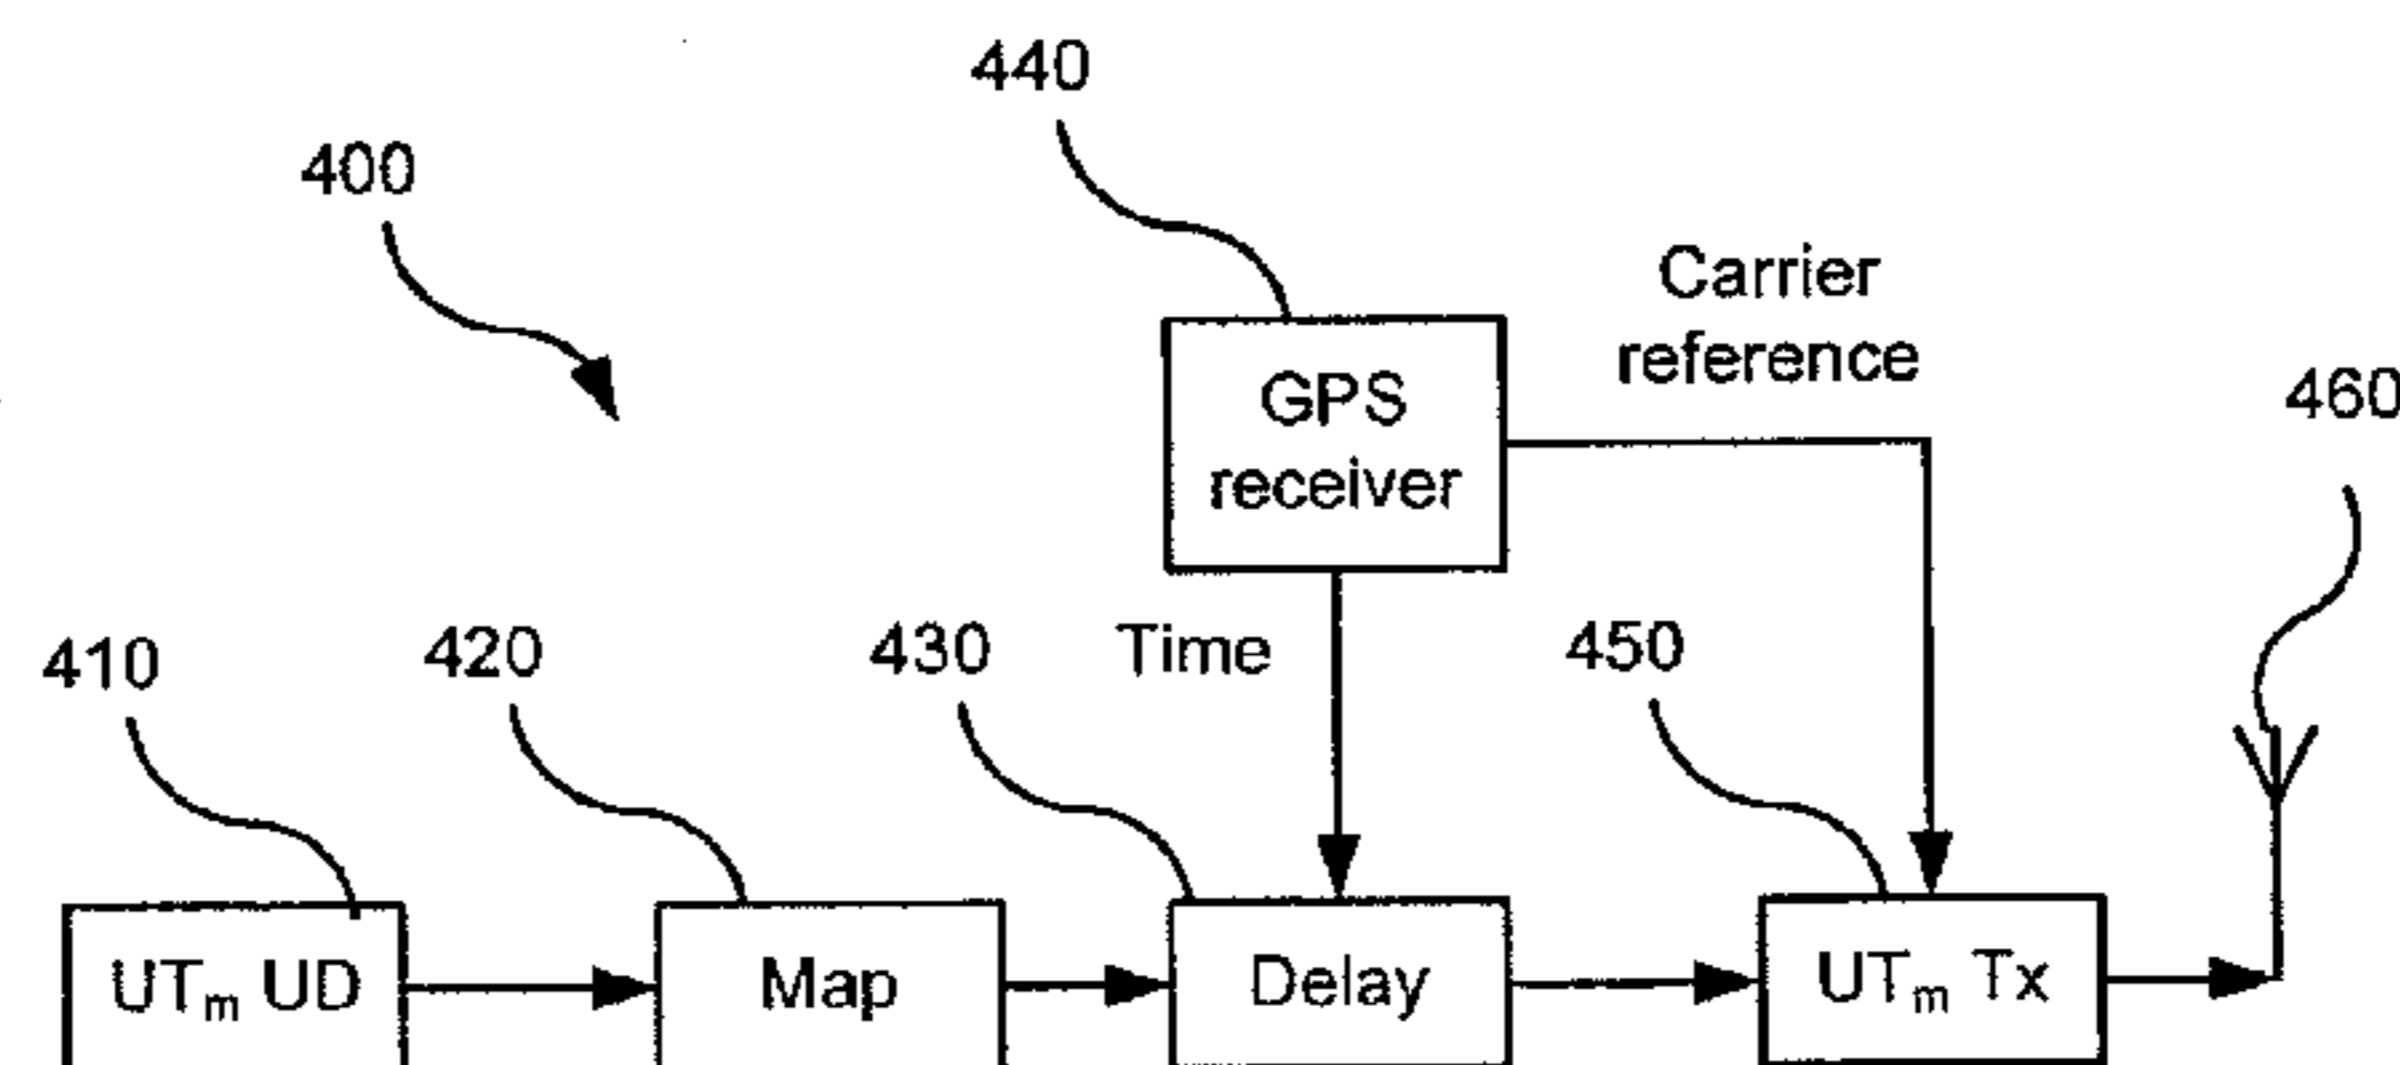 440
400
Carrier
reference
GPS
receiver
460
410
420
430
Time
450
UTm UD
Map
Delay
UTm Tx